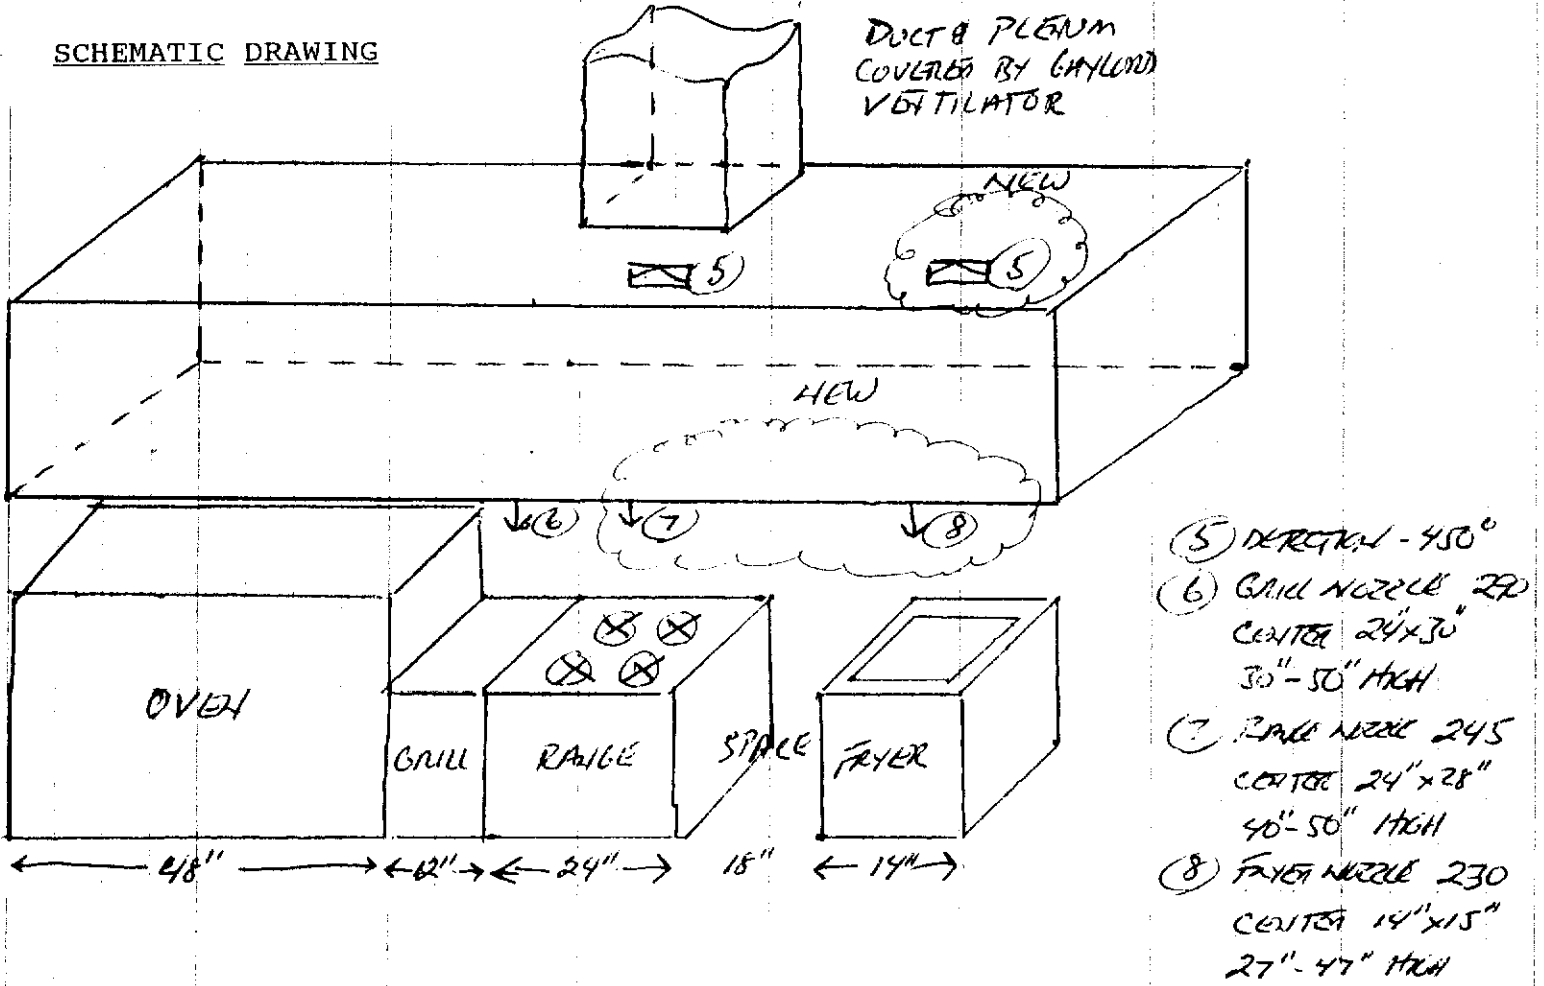 SCHEMATIC DRAWING
DUCT & PLENUM
COVERED BY GAYLORD
VENTILATOR
NEW
5
5
NEW
6
7
8
OVEN
GRILL
RANGE
SPACE
FRYER
48"
12"
24"
18"
14"
5 DETECTION - 450°
6 GRILL NOZZLE 290
CENTER 24"x30"
30"-50" HIGH
7 RANGE NOZZLE 245
CENTER 24"x28"
40"-50" HIGH
8 FRYER NOZZLE 230
CENTER 14"x15"
27"-47" HIGH